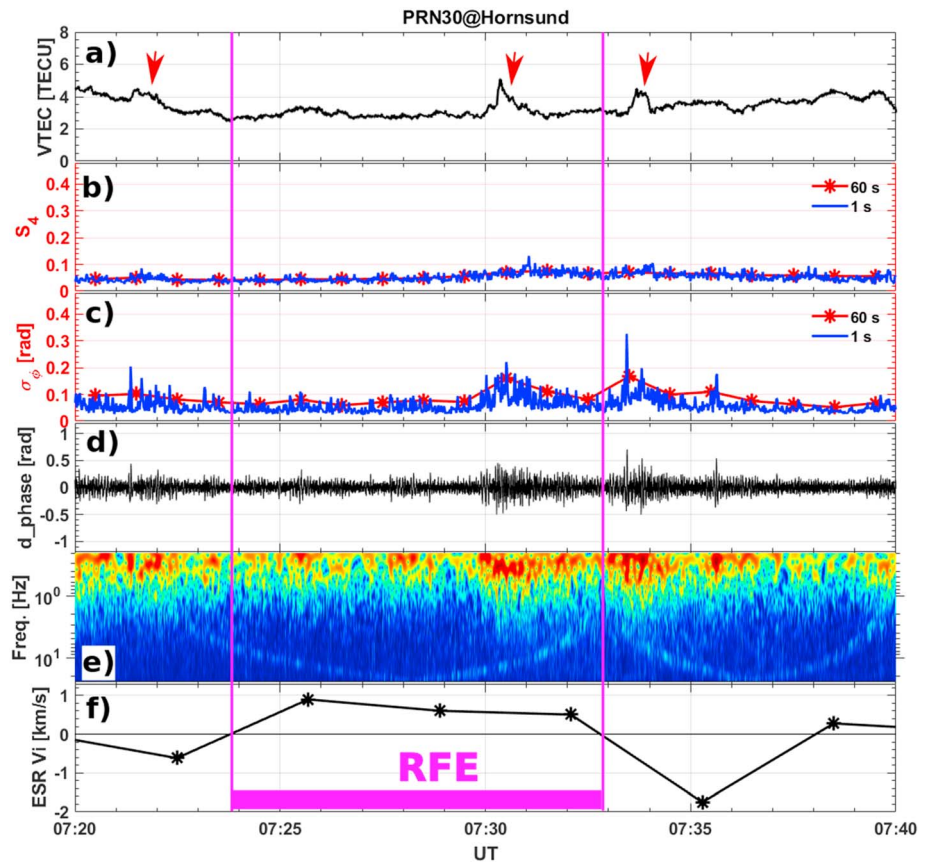 PRN30@Hornsund
a)
VTEC [TECU]
8
6
4
2
0
b)
S4
0.4
0.3
0.2
0.1
0
60 s
1 s
c)
σϕ [rad]
0.4
0.3
0.2
0.1
0
60 s
1 s
d)
d_phase [rad]
1
0.5
0
-0.5
-1
e)
Freq. [Hz]
10⁰
10¹
f)
ESR Vi [km/s]
1
0
-1
-2
RFE
07:20 07:25 07:30 07:35 07:40
UT